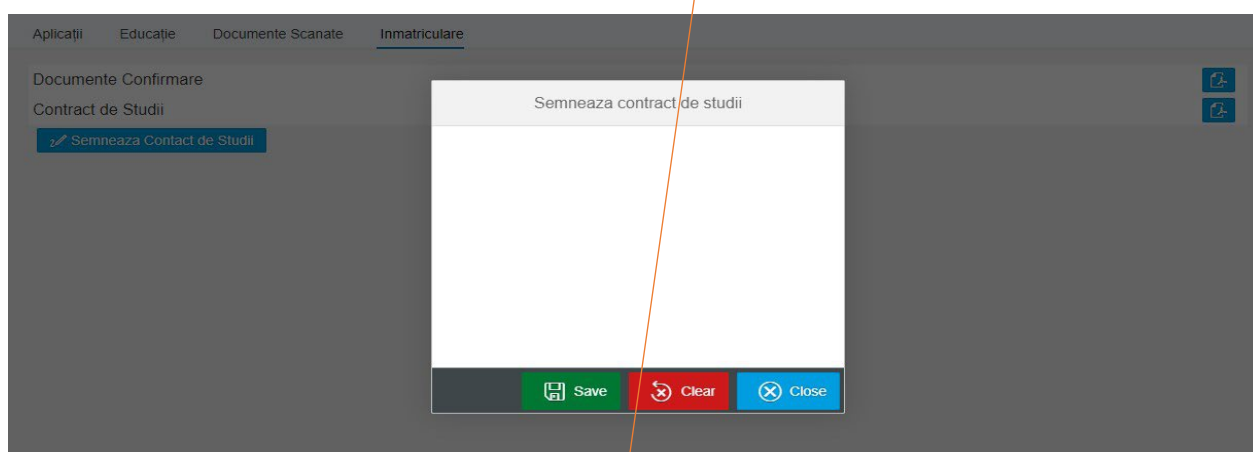 Aplicații Educație Documente Scanate Inmatriculare
Documente Confirmare
Contract de Studii
Semneaza Contact de Studii
Semneaza contract de studii
Save Clear Close